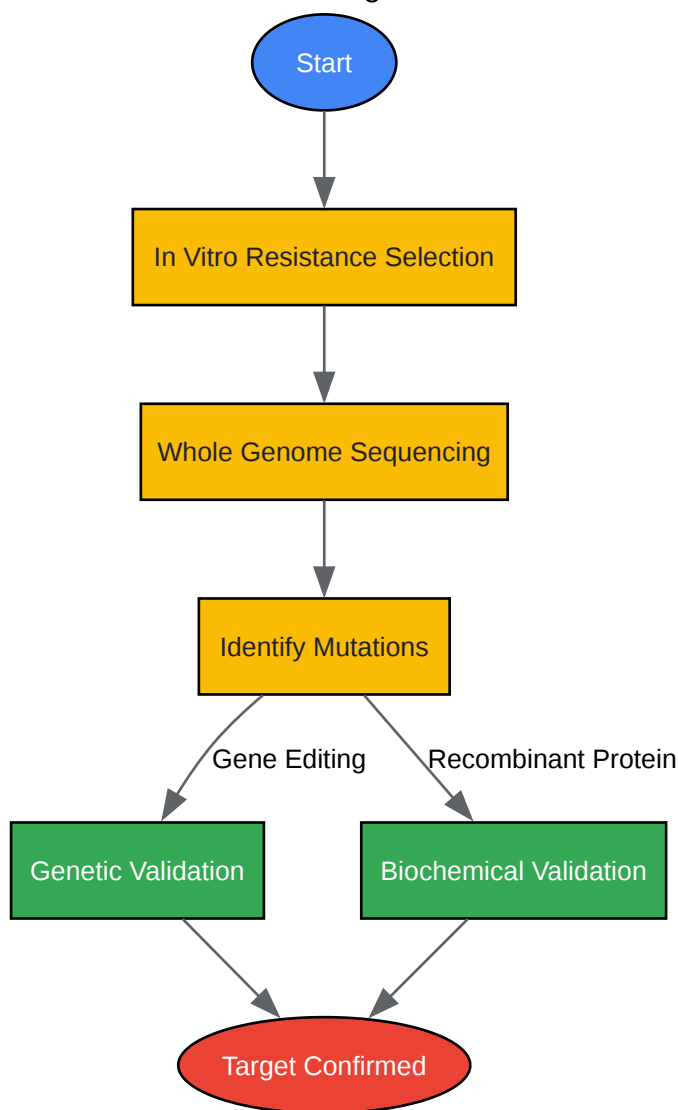 Start
In Vitro Resistance Selection
Whole Genome Sequencing
Identify Mutations
Gene Editing
Recombinant Protein
Genetic Validation
Biochemical Validation
Target Confirmed